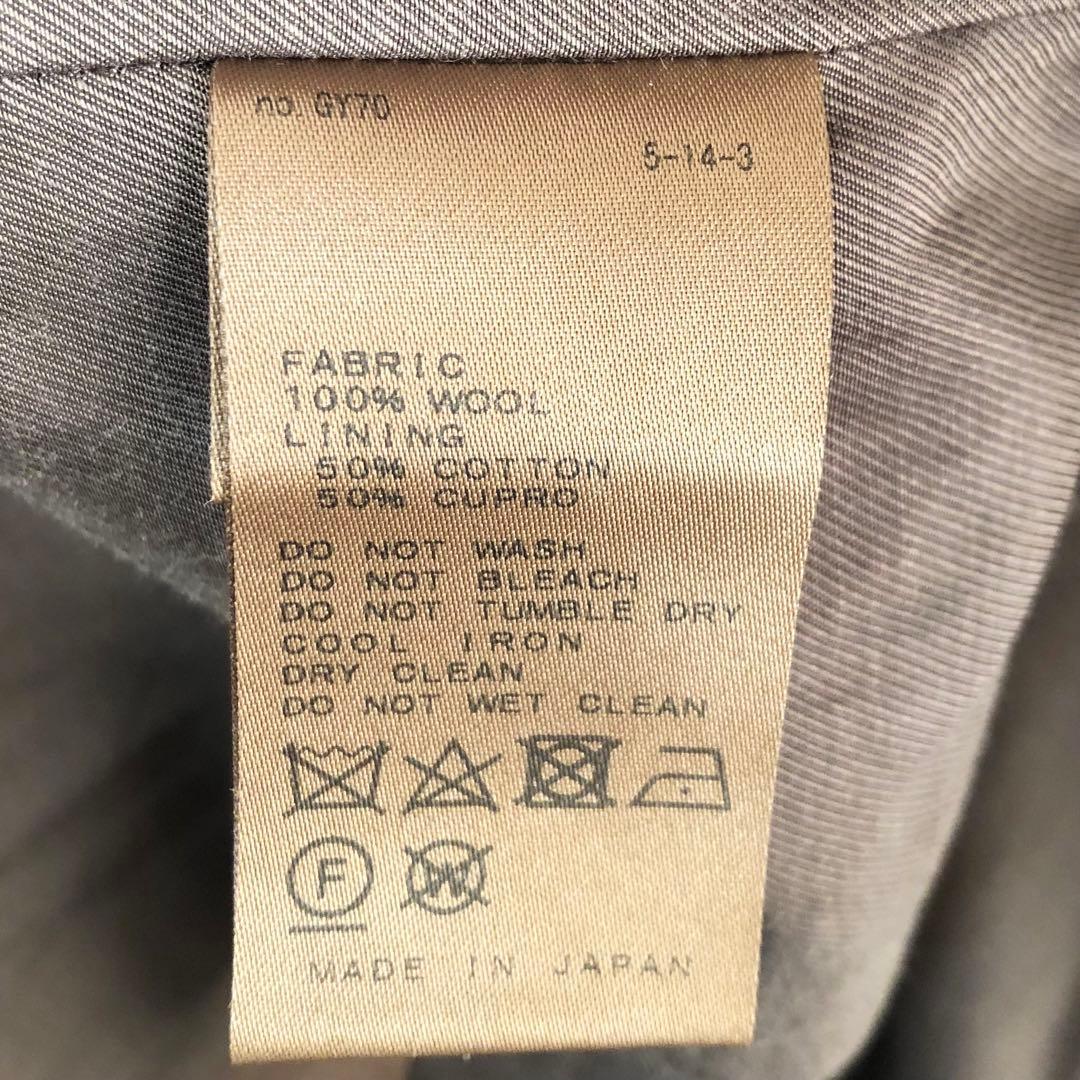 no. GY70
5-14-3
FABRIC
100% WOOL
LINING
50% COTTON
50% CUPRO
DO NOT WASH
DO NOT BLEACH
DO NOT TUMBLE DRY
COOL IRON
DRY CLEAN
DO NOT WET CLEAN
F W
MADE IN JAPAN